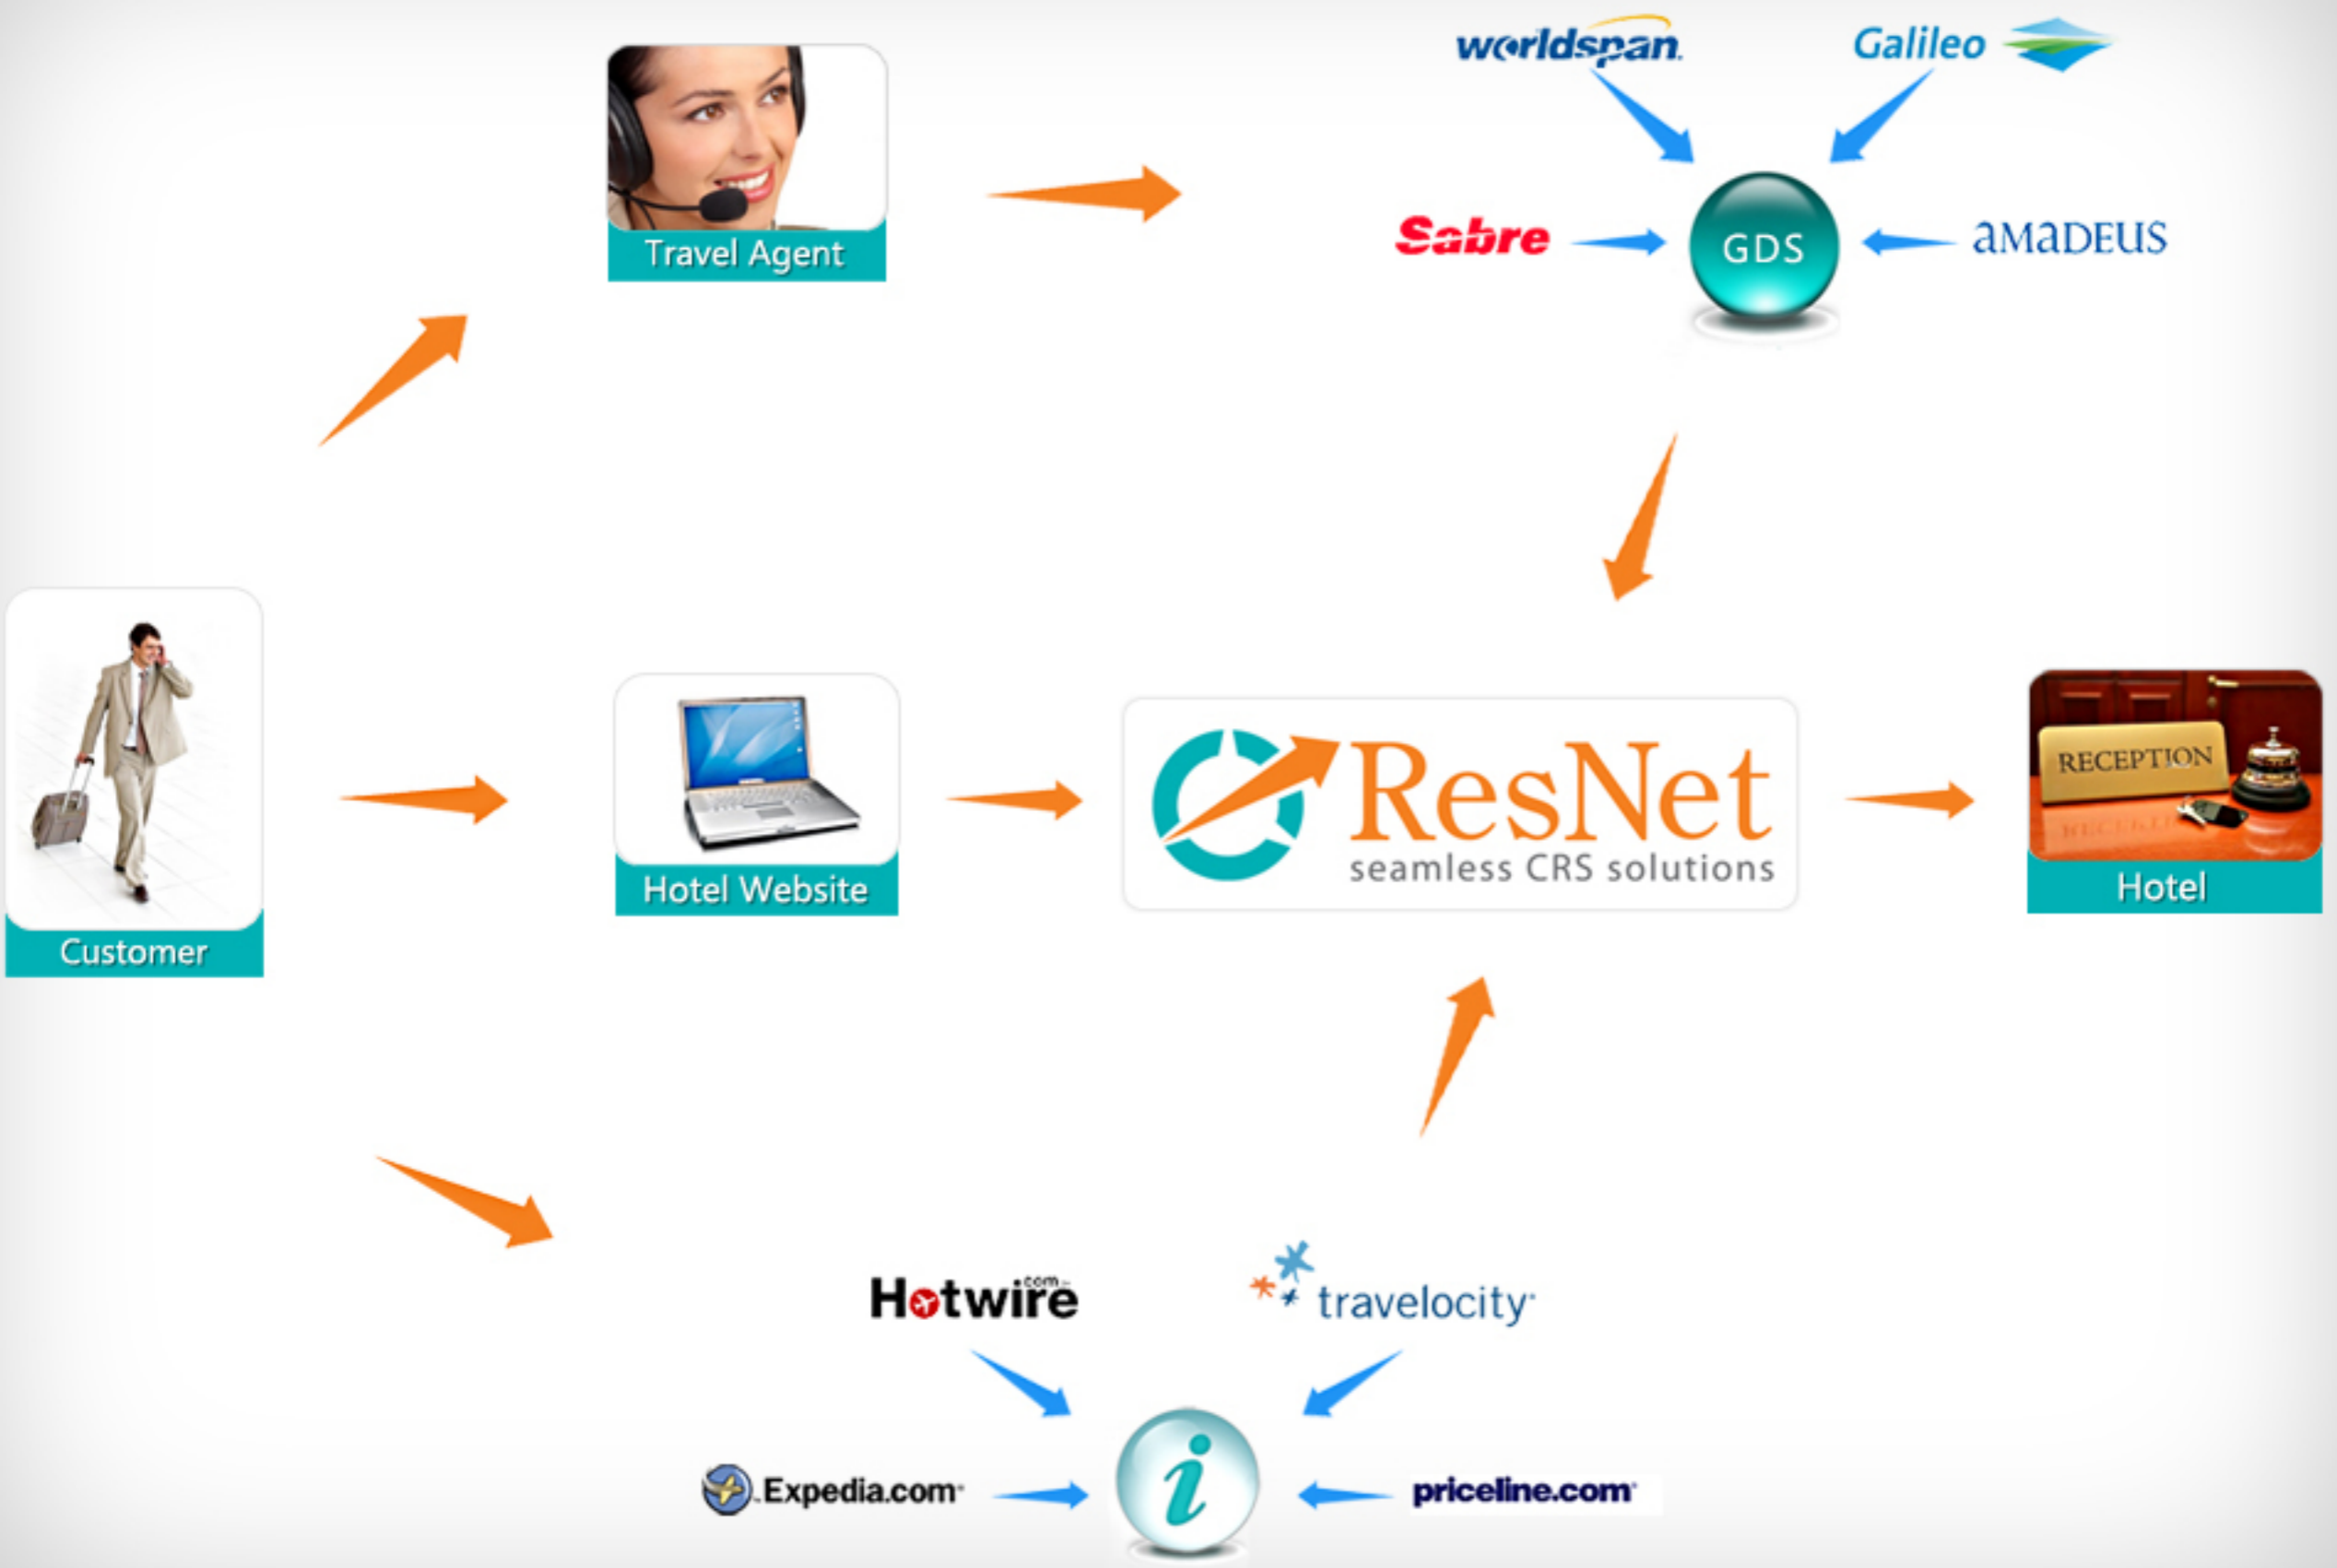 worldspan.
Galileo
Travel Agent
Sabre
GDS
aMaDEUS
Customer
Hotel Website
ResNet
seamless CRS solutions
RECEPTION
Hotel
Hotwire.com
travelocity
Expedia.com
i
priceline.com